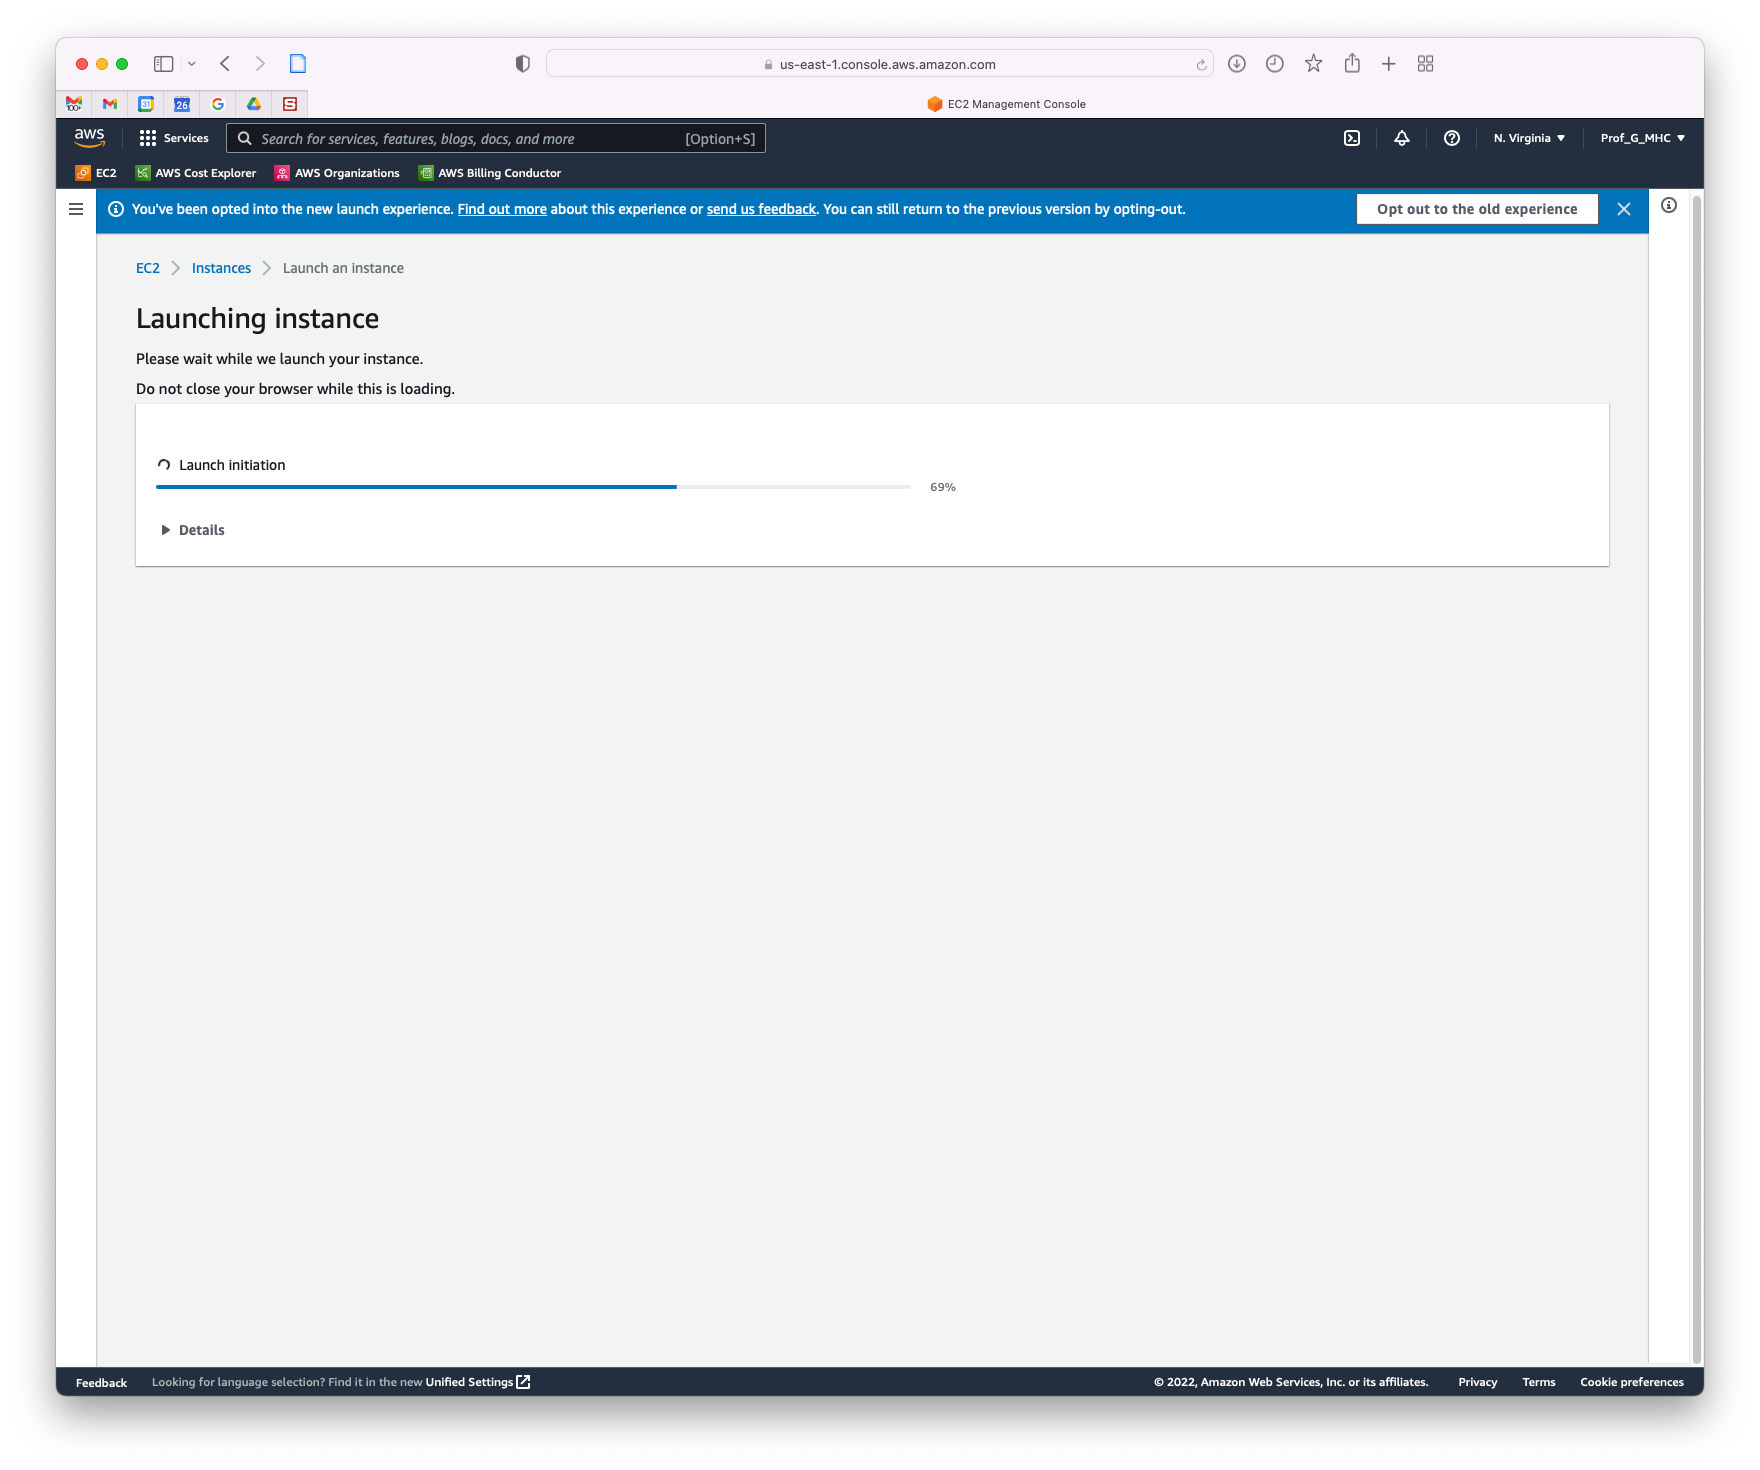 us-east-1.console.aws.amazon.com
31
26
EC2 Management Console
aws
Services
Search for services, features, blogs, docs, and more [Option+S]
N. Virginia
Prof_G_MHC
EC2
AWS Cost Explorer
AWS Organizations
AWS Billing Conductor
You've been opted into the new launch experience. Find out more about this experience or send us feedback. You can still return to the previous version by opting-out.
Opt out to the old experience
EC2
Instances
Launch an instance
Launching instance
Please wait while we launch your instance.
Do not close your browser while this is loading.
Launch initiation
69%
Details
Feedback
Looking for language selection? Find it in the new Unified Settings
© 2022, Amazon Web Services, Inc. or its affiliates.
Privacy
Terms
Cookie preferences